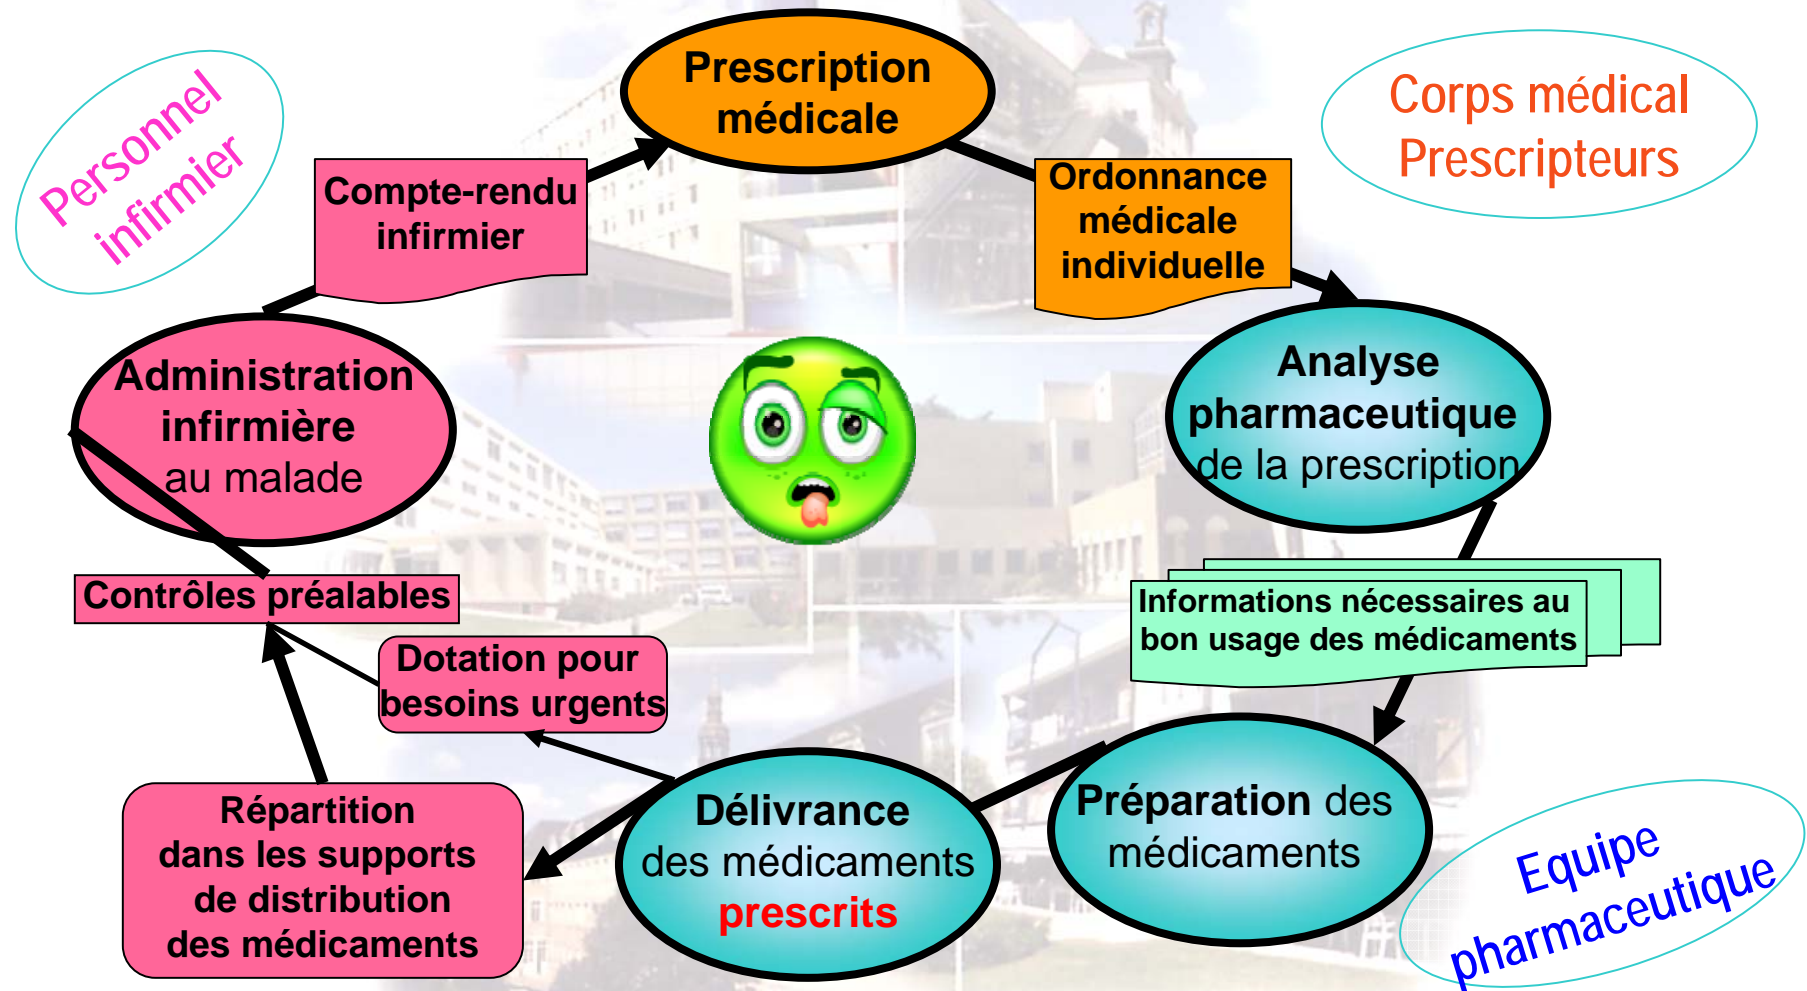 Prescription
médicale
Corps médical
Prescripteurs
Personnel
infirmier
Compte-rendu
infirmier
Ordonnance
médicale
individuelle
Administration
infirmière
au malade
Analyse
pharmaceutique
de la prescription
Contrôles préalables
Informations nécessaires au
bon usage des médicaments
Dotation pour
besoins urgents
Répartition
dans les supports
de distribution
des médicaments
Délivrance
des médicaments
prescrits
Préparation des
médicaments
Equipe
pharmaceutique